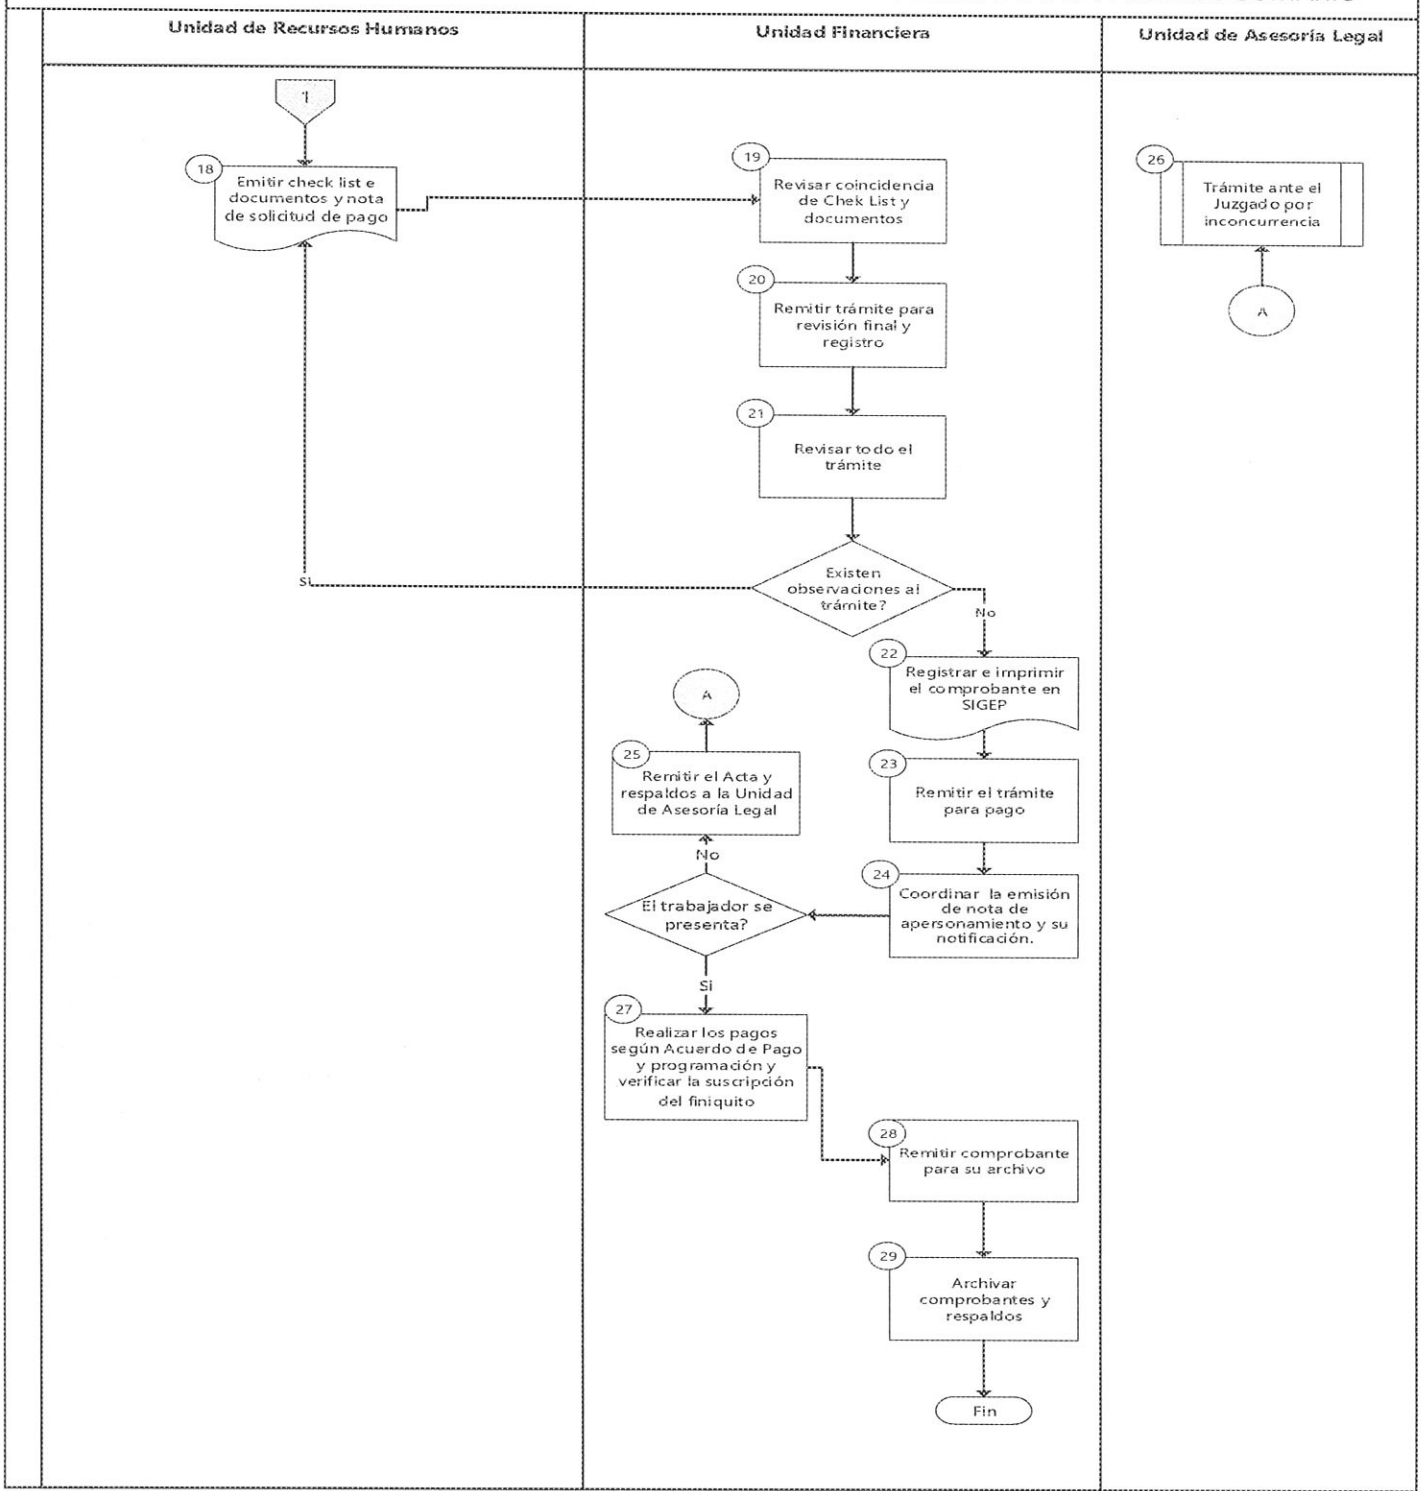 Unidad de Recursos Humanos
Unidad Financiera
Unidad de Asesoría Legal
1
18
Emitir check list e
documentos y nota
de solicitud de pago
19
Revisar coincidencia
de Chek List y
documentos
26
Trámite ante el
Juzgado por
inconcurrencia
A
20
Remitir trámite para
revisión final y
registro
21
Revisar todo el
trámite
Existen
observaciones al
trámite?
Si
No
22
Registrar e imprimir
el comprobante en
SIGEP
A
25
Remitir el Acta y
respaldos a la Unidad
de Asesoría Legal
23
Remitir el trámite
para pago
No
24
Coordinar la emisión
de nota de
apersonamiento y su
notificación.
El trabajador se
presenta?
Si
27
Realizar los pagos
según Acuerdo de Pago
y programación y
verificar la suscripción
del finiquito
28
Remitir comprobante
para su archivo
29
Archivar
comprobantes y
respaldos
Fin